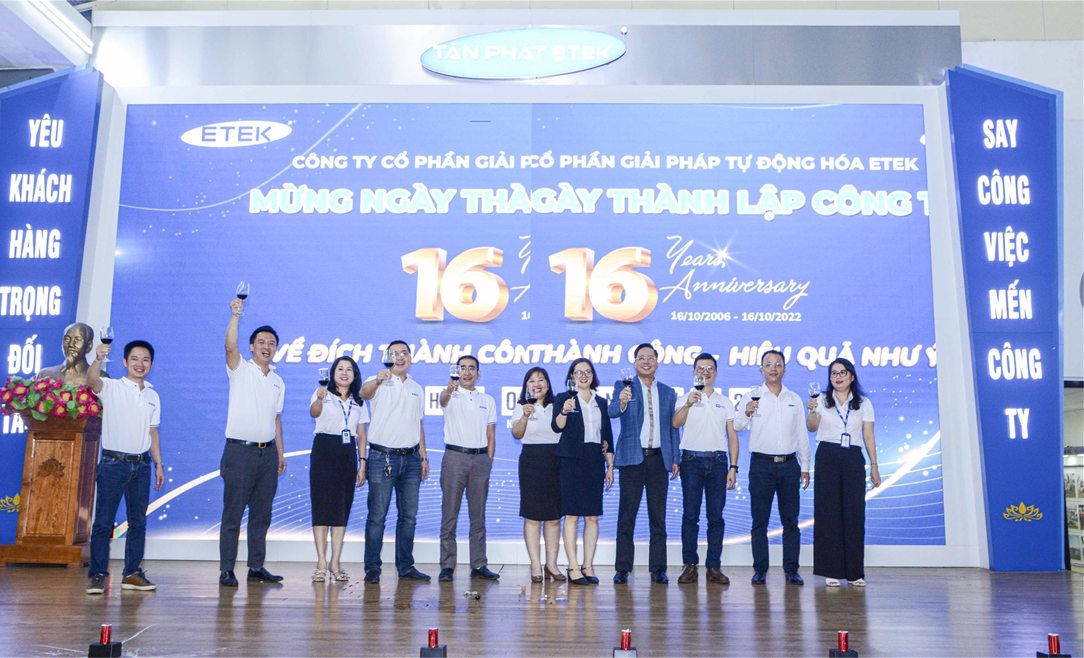 TÂN PHÁT ETEK
YÊU
KHÁCH
HÀNG
TRỌNG
ĐỐI
ETEK
CÔNG TY CỔ PHẦN GIẢI PCỔ PHẦN GIẢI PHÁP TỰ ĐỘNG HÓA ETEK
MỪNG NGÀY THÀGÀY THÀNH LẬP CÔNG T
16 16 Years
Anniversary
16/10/2006 - 16/10/2022
VỀ ĐÍCH THÀNH CÔNTHÀNH CÔNG - HIỆU QUẢ NHƯ Ý
SAY
CÔNG
VIỆC
MẾN
CÔNG
TY